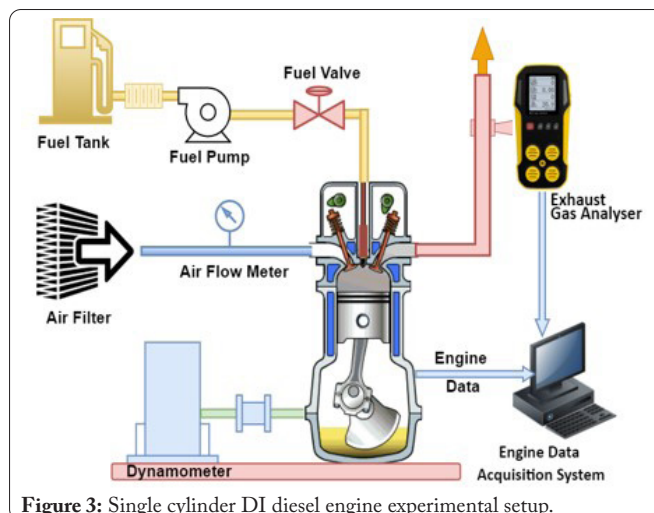 Fuel Tank
Fuel Pump
Fuel Valve
Exhaust
Gas Analyser
Air Flow Meter
Air Filter
Engine
Data
Engine Data
Acquisition System
Dynamometer
Figure 3: Single cylinder DI diesel engine experimental setup.